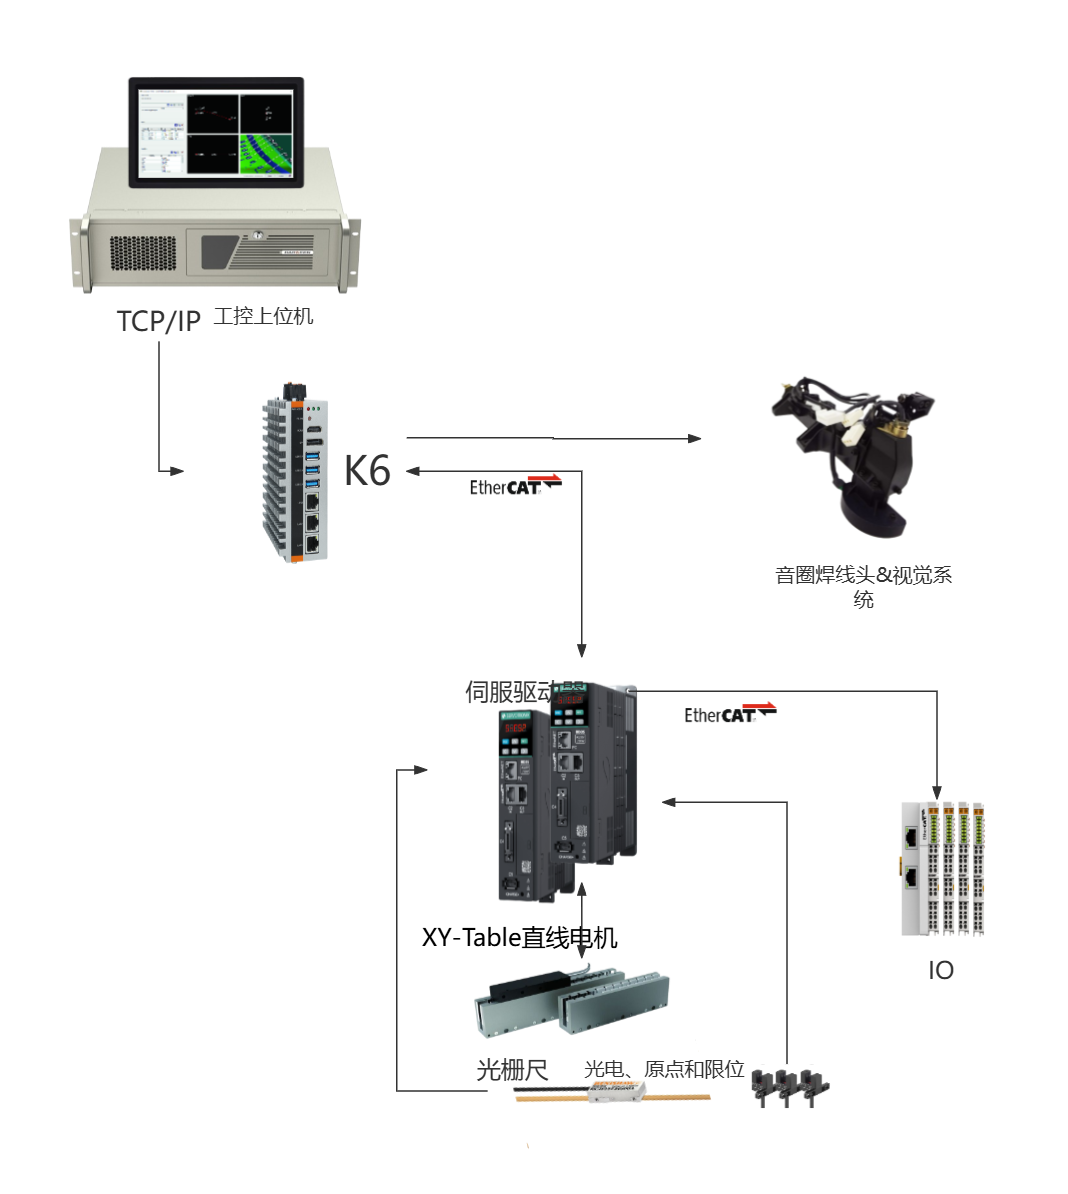 TCP/IP 工控上位机
K6
EtherCAT
音圈焊线头&视觉系
统
伺服驱动器
EtherCAT
XY-Table直线电机
IO
光栅尺
光电、原点和限位